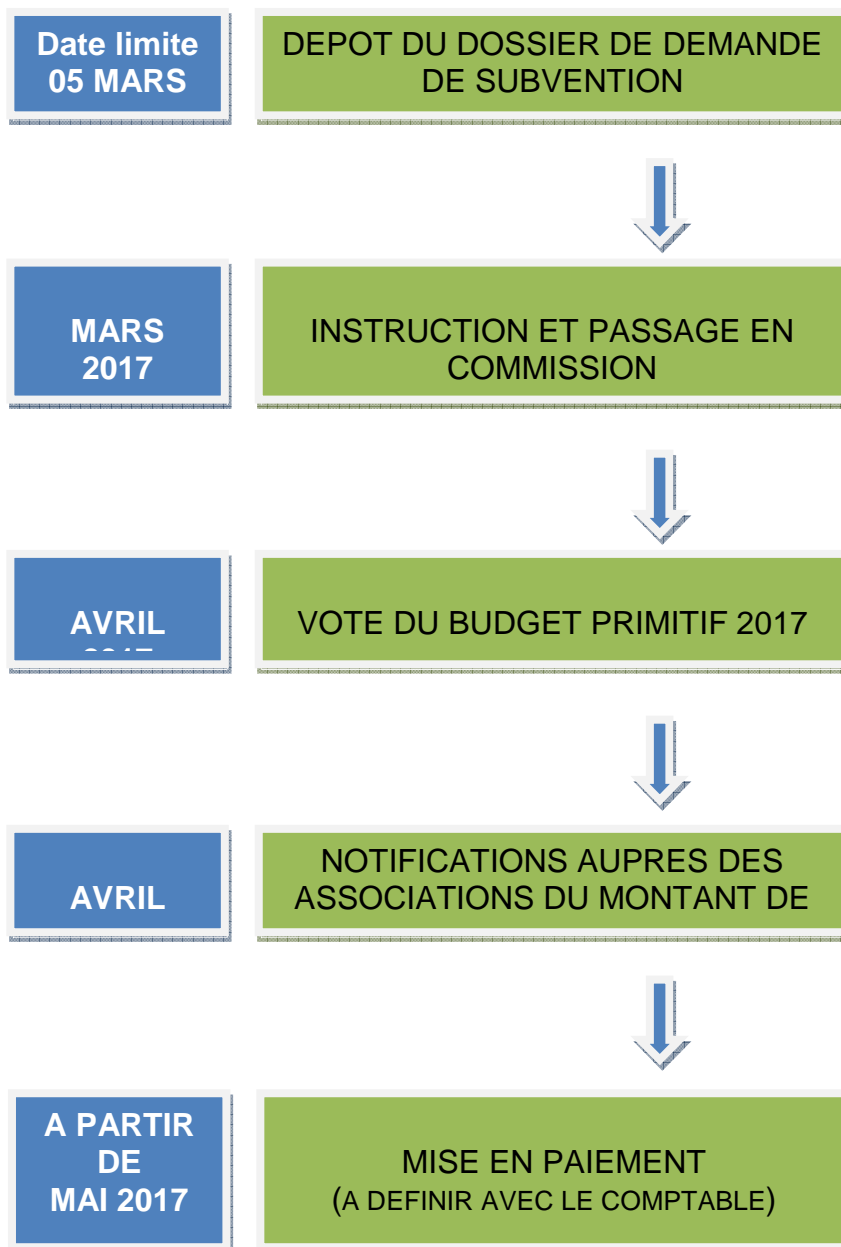 Date limite
05 MARS
DEPOT DU DOSSIER DE DEMANDE
DE SUBVENTION
MARS
2017
INSTRUCTION ET PASSAGE EN
COMMISSION
AVRIL
VOTE DU BUDGET PRIMITIF 2017
AVRIL
NOTIFICATIONS AUPRES DES
ASSOCIATIONS DU MONTANT DE
A PARTIR
DE
MAI 2017
MISE EN PAIEMENT
(A DEFINIR AVEC LE COMPTABLE)